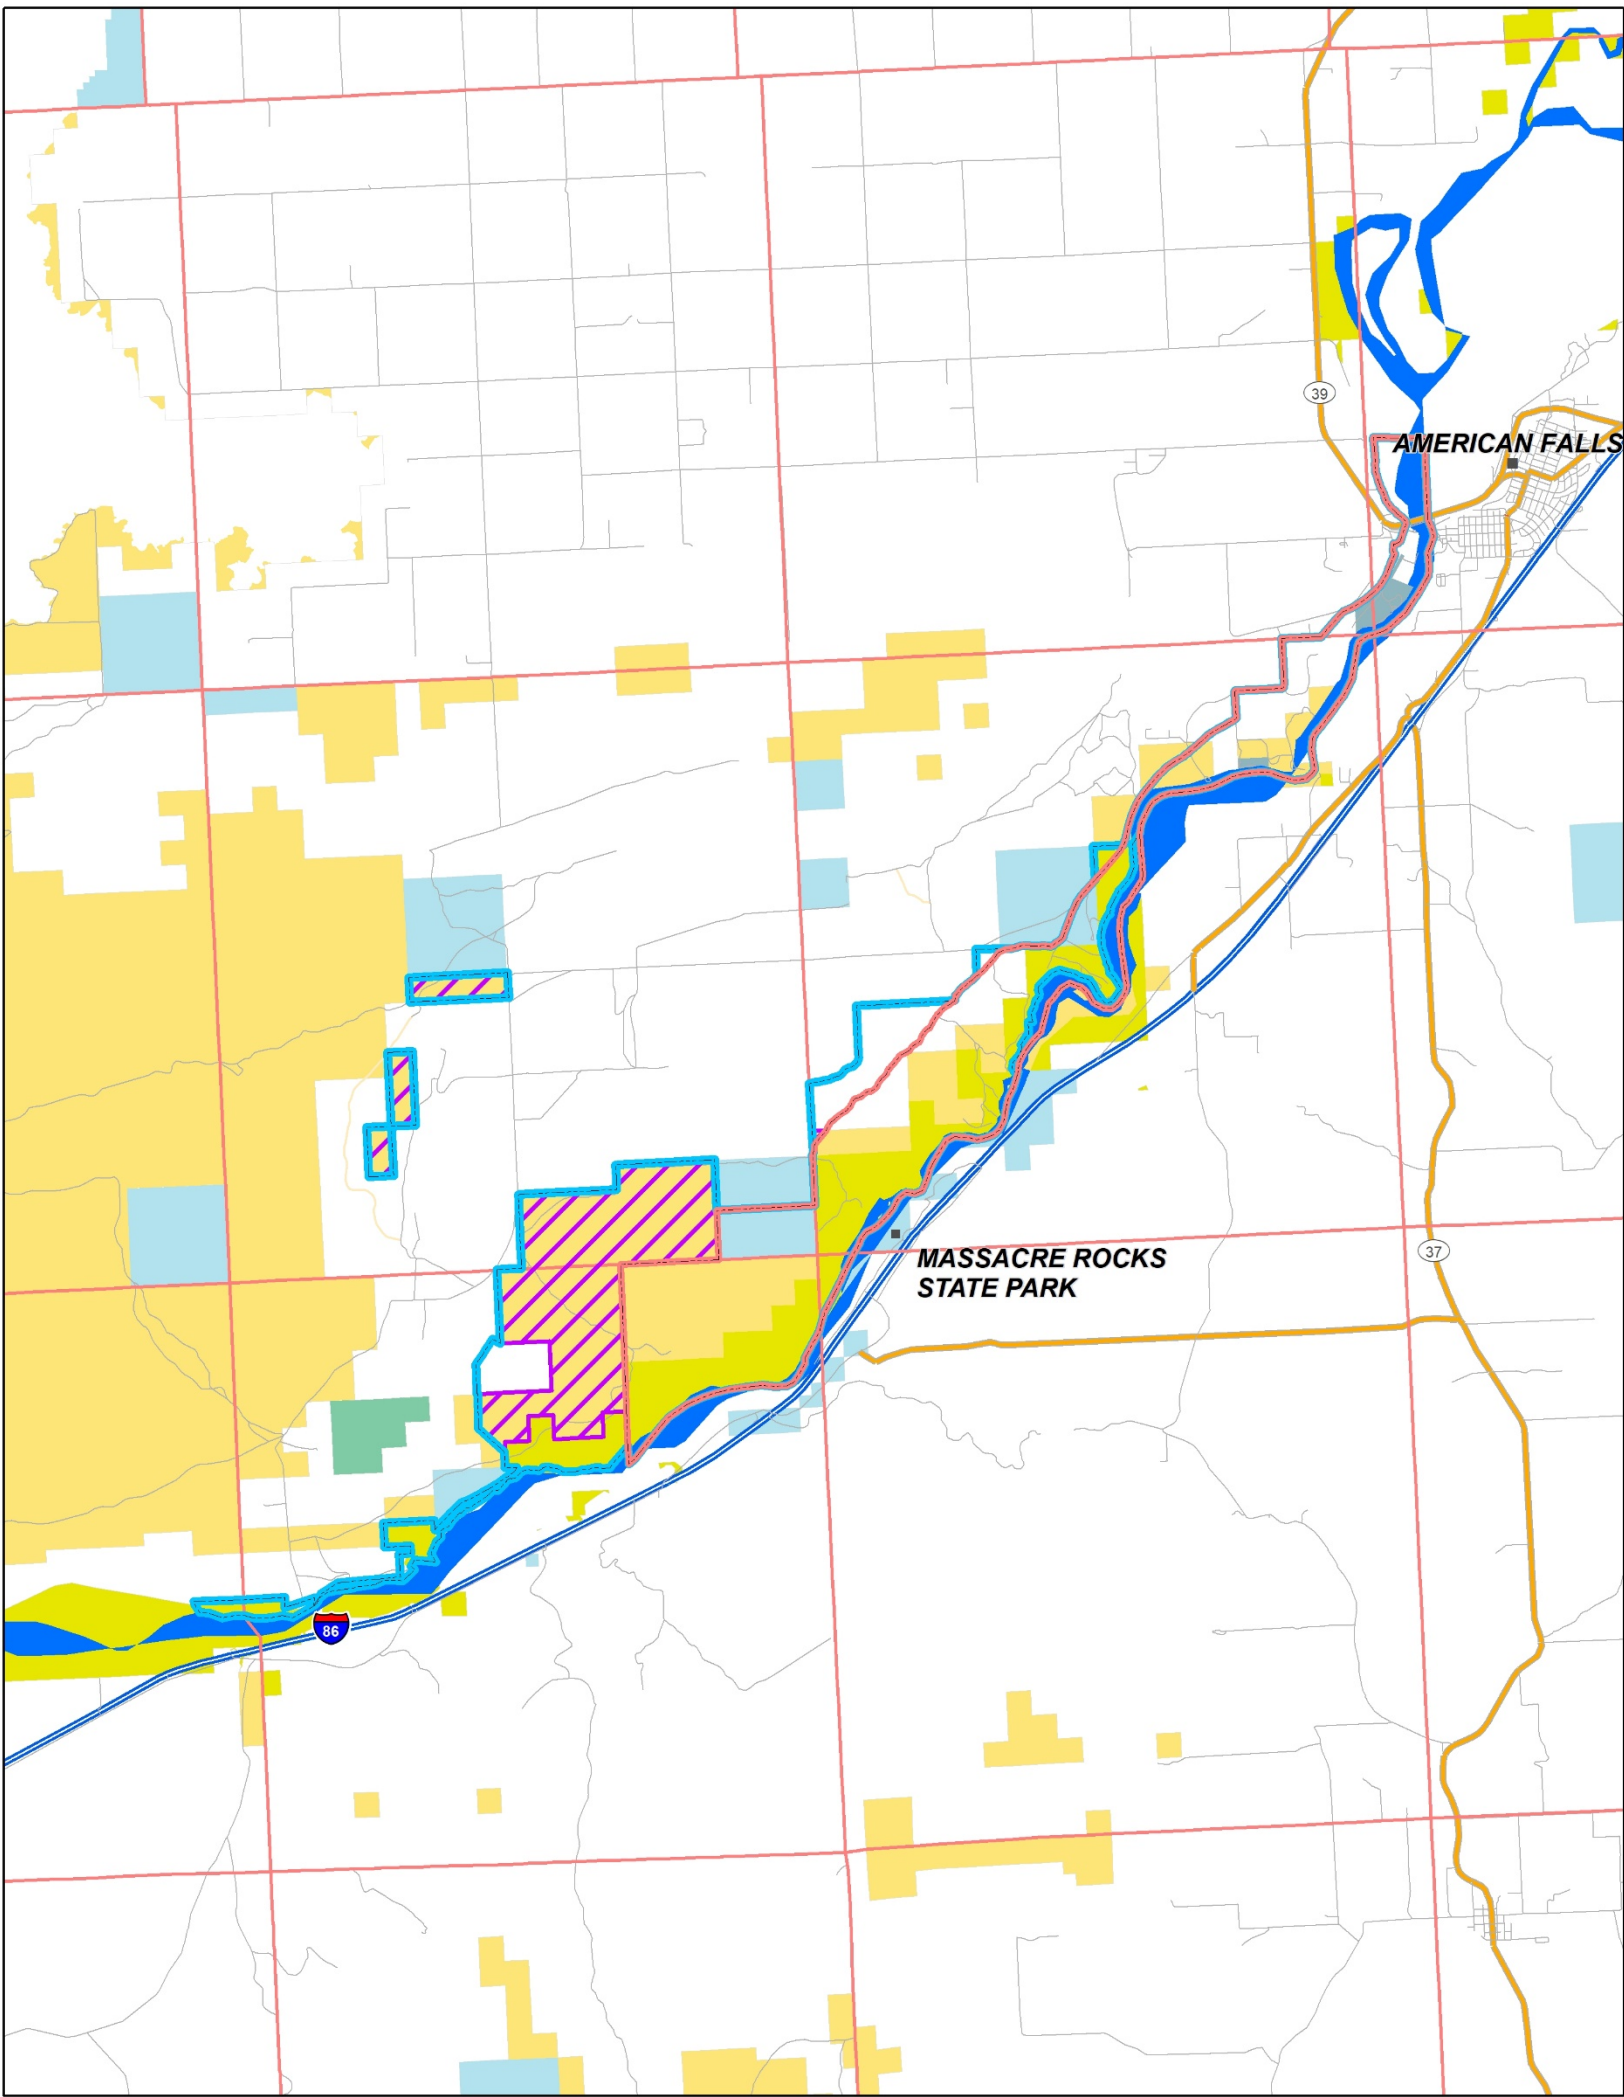 39
AMERICAN FALLS
MASSACRE ROCKS
STATE PARK
37
86